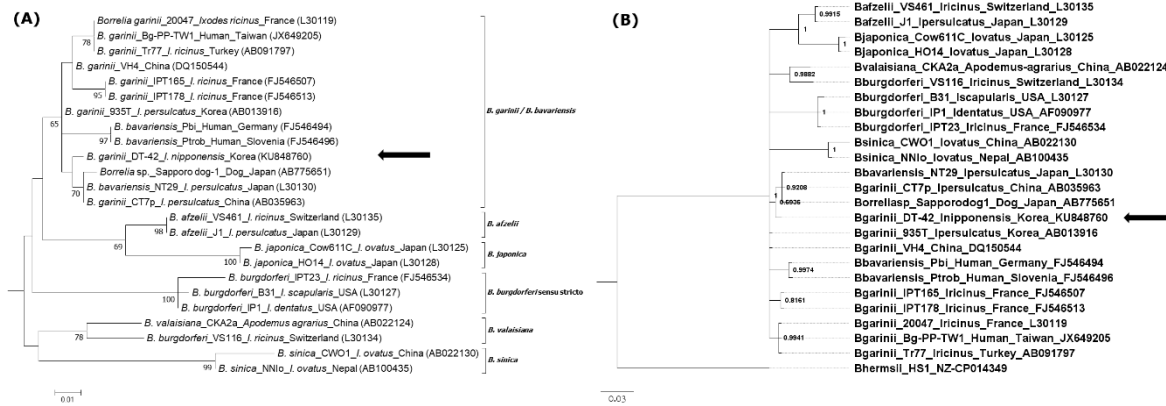 (A)
Borrelia garinii_20047_Ixodes ricinus_France (L30119)
B. garinii_Bg-PP-TW1_Human_Taiwan (JX649205)
78
B. garinii_Tr77_I. ricinus_Turkey (AB091797)
B. garinii_VH4_China (DQ150544)
B. garinii_IPT165_I. ricinus_France (FJ546507)
95
B. garinii_IPT178_I. ricinus_France (FJ546513)
B. garinii_935T_I. persulcatus_Korea (AB013916)
65
B. bavariensis_Pbi_Human_Germany (FJ546494)
97
B. bavariensis_Ptrob_Human_Slovenia (FJ546496)
B. garinii_DT-42_I. nipponensis_Korea (KU848760)
Borrelia sp._Sapporo dog-1_Dog_Japan (AB775651)
70
B. bavariensis_NT29_I. persulcatus_Japan (L30130)
B. garinii_CT7p_I. persulcatus_China (AB035963)
B. afzelii_VS461_I. ricinus_Switzerland (L30135)
98
B. afzelii_J1_I. persulcatus_Japan (L30129)
69
B. japonica_Cow611C_I. ovatus_Japan (L30125)
100
B. japonica_HO14_I. ovatus_Japan (L30128)
B. burgdorferi_IPT23_I. ricinus_France (FJ546534)
B. burgdorferi_B31_I. scapularis_USA (L30127)
100
B. burgdorferi_IP1_I. dentatus_USA (AF090977)
B. valaisiana_CKA2a_Apodemus agrarius_China (AB022124)
78
B. burgdorferi_VS116_I. ricinus_Switzerland (L30134)
B. sinica_CWO1_I. ovatus_China (AB022130)
99
B. sinica_NNIo_I. ovatus_Nepal (AB100435)
0.01
B. garinii / B. bavariensis
B. afzelii
B. japonica
B. burgdorferi sensu stricto
B. valaisiana
B. sinica
(B)
Bafzelii_VS461_Iricinus_Switzerland_L30135
0.9915
Bafzelii_J1_Ipersulcatus_Japan_L30129
1
Bjaponica_Cow611C_Iovatus_Japan_L30125
1
Bjaponica_HO14_Iovatus_Japan_L30128
Bvalaisiana_CKA2a_Apodemus-agrarius_China_AB022124
0.9882
Bburgdorferi_VS116_Iricinus_Switzerland_L30134
Bburgdorferi_B31_Iscapularis_USA_L30127
1
Bburgdorferi_IP1_Identatus_USA_AF090977
Bburgdorferi_IPT23_Iricinus_France_FJ546534
Bsinica_CWO1_Iovatus_China_AB022130
1
Bsinica_NNIo_Iovatus_Nepal_AB100435
Bbavariensis_NT29_Ipersulcatus_Japan_L30130
0.9208
Bgarinii_CT7p_Ipersulcatus_China_AB035963
1
Borreliasp_Sapporodog1_Dog_Japan_AB775651
Bgarinii_DT-42_Inipponensis_Korea_KU848760
Bgarinii_935T_Ipersulcatus_Korea_AB013916
Bgarinii_VH4_China_DQ150544
Bbavariensis_Pbi_Human_Germany_FJ546494
0.9974
Bbavariensis_Ptrob_Human_Slovenia_FJ546496
Bgarinii_IPT165_Iricinus_France_FJ546507
0.8161
Bgarinii_IPT178_Iricinus_France_FJ546513
Bgarinii_20047_Iricinus_France_L30119
Bgarinii_Bg-PP-TW1_Human_Taiwan_JX649205
0.9941
Bgarinii_Tr77_Iricinus_Turkey_AB091797
Bhermsii_HS1_NZ-CP014349
0.03